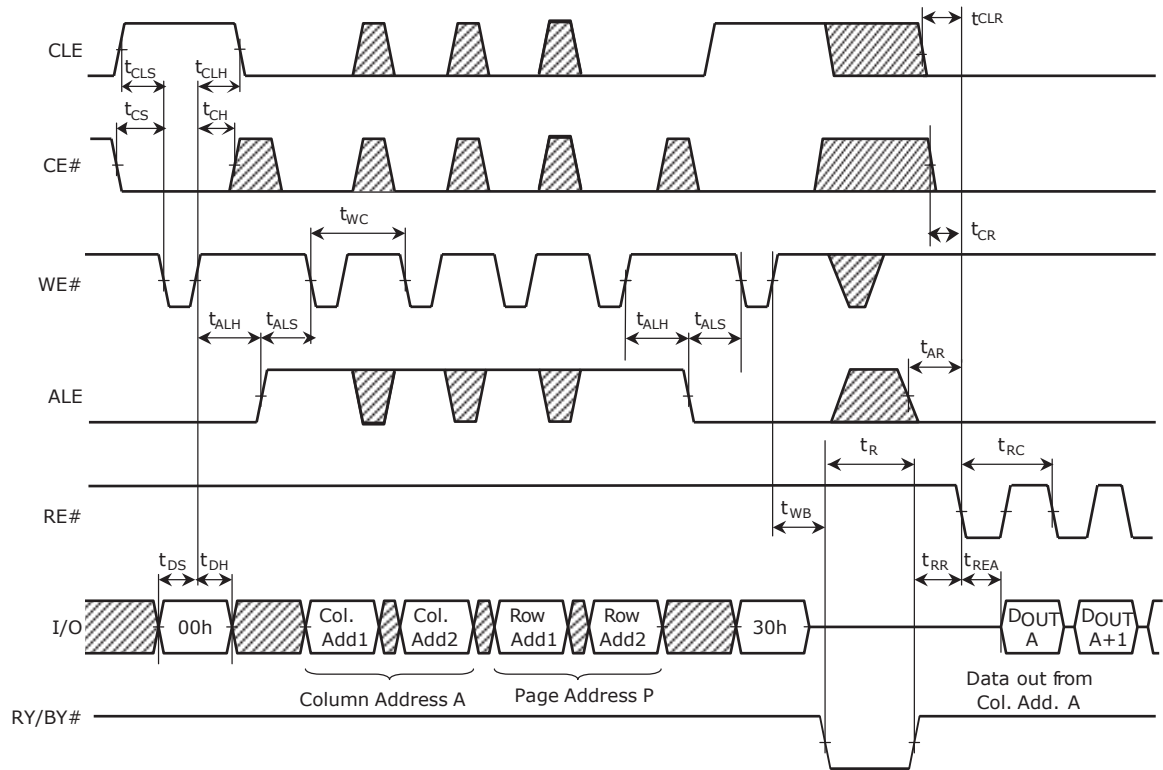 tCLR
CLE
tCLS
tCLH
tCS
tCH
CE#
tWC
tCR
WE#
tALH
tALS
tALH
tALS
tAR
ALE
tR
tRC
RE#
tWB
tDS
tDH
tRR
tREA
I/O
00h
Col.
Add1
Col.
Add2
Row
Add1
Row
Add2
30h
DOUT
A
DOUT
A+1
Column Address A
Page Address P
Data out from
Col. Add. A
RY/BY#